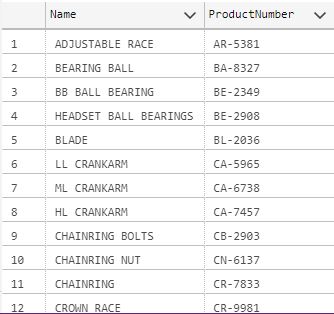 Name ProductNumber
1 ADJUSTABLE RACE AR-5381
2 BEARING BALL BA-8327
3 BB BALL BEARING BE-2349
4 HEADSET BALL BEARINGS BE-2908
5 BLADE BL-2036
6 LL CRANKARM CA-5965
7 ML CRANKARM CA-6738
8 HL CRANKARM CA-7457
9 CHAINRING BOLTS CB-2903
10 CHAINRING NUT CN-6137
11 CHAINRING CR-7833
12 CROWN RACE CR-9981